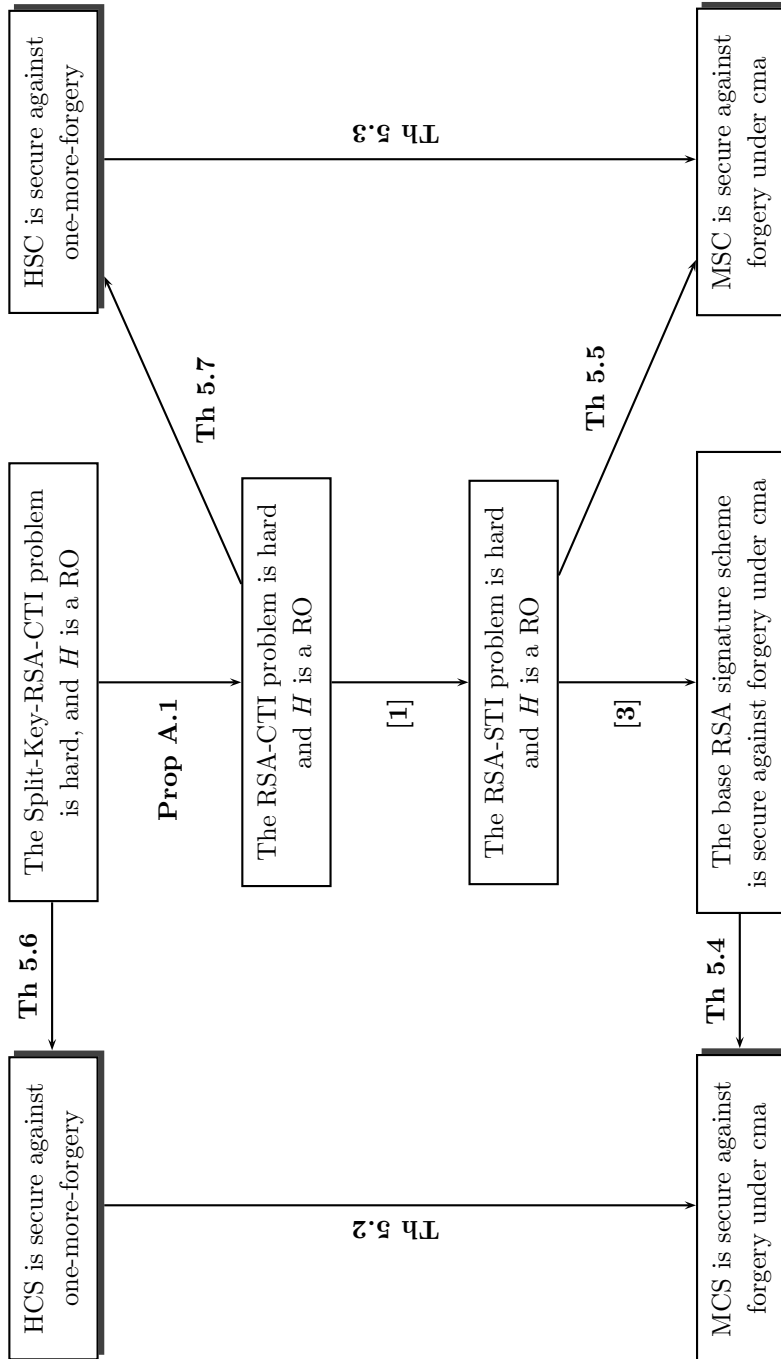 HCS is secure against
one-more-forgery
Th 5.6
The Split-Key-RSA-CTI problem
is hard, and H is a RO
HSC is secure against
one-more-forgery
Prop A.1
Th 5.7
The RSA-CTI problem is hard
and H is a RO
Th 5.2
[1]
Th 5.3
The RSA-STI problem is hard
and H is a RO
[3]
Th 5.5
MCS is secure against
forgery under cma
Th 5.4
The base RSA signature scheme
is secure against forgery under cma
MSC is secure against
forgery under cma